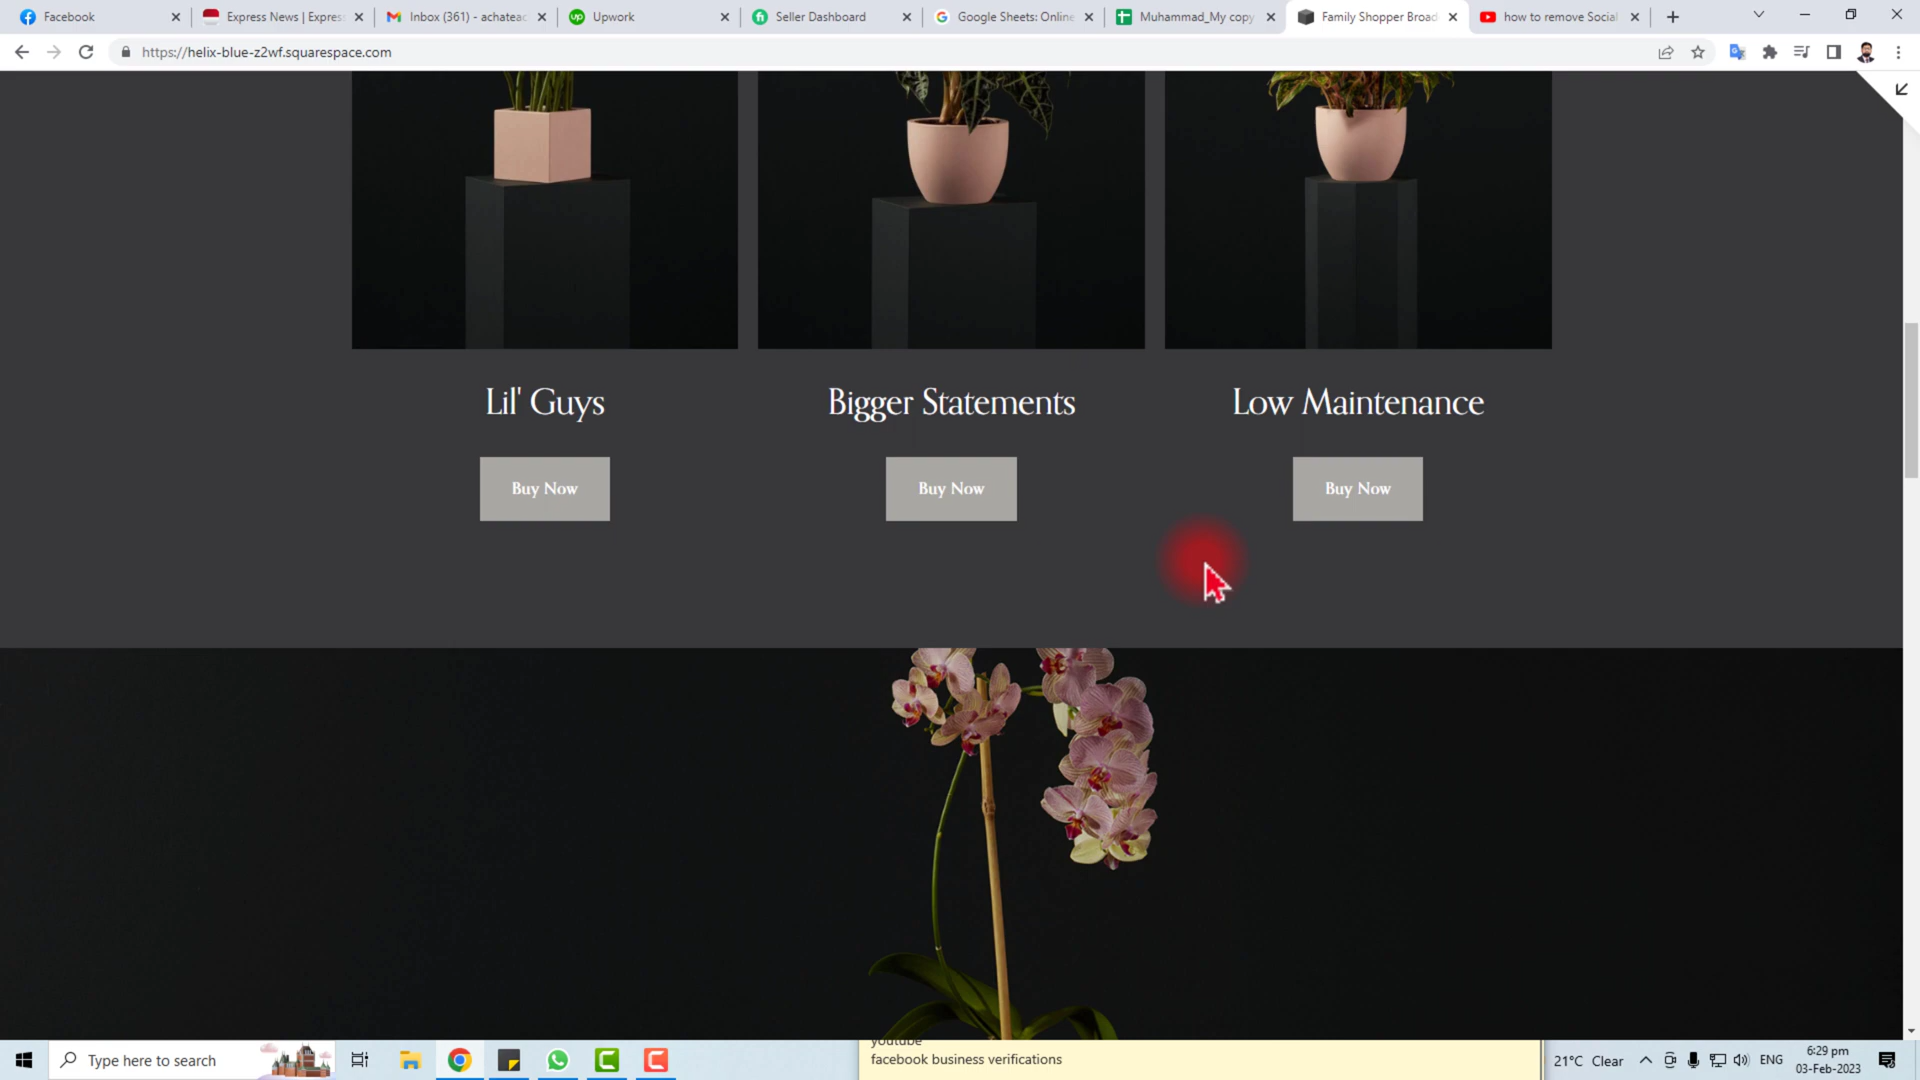 Facebook
Express News | Expres
Inbox (361) - achateac
Upwork
Seller Dashboard
Google Sheets: Online
Muhammad_My copy
Family Shopper Broad
how to remove Social
https://helix-blue-z2wf.squarespace.com
Lil' Guys
Bigger Statements
Low Maintenance
Buy Now
Buy Now
Buy Now
Type here to search
youtube
facebook business verifications
21°C Clear
ENG
6:29 pm
03-Feb-2023